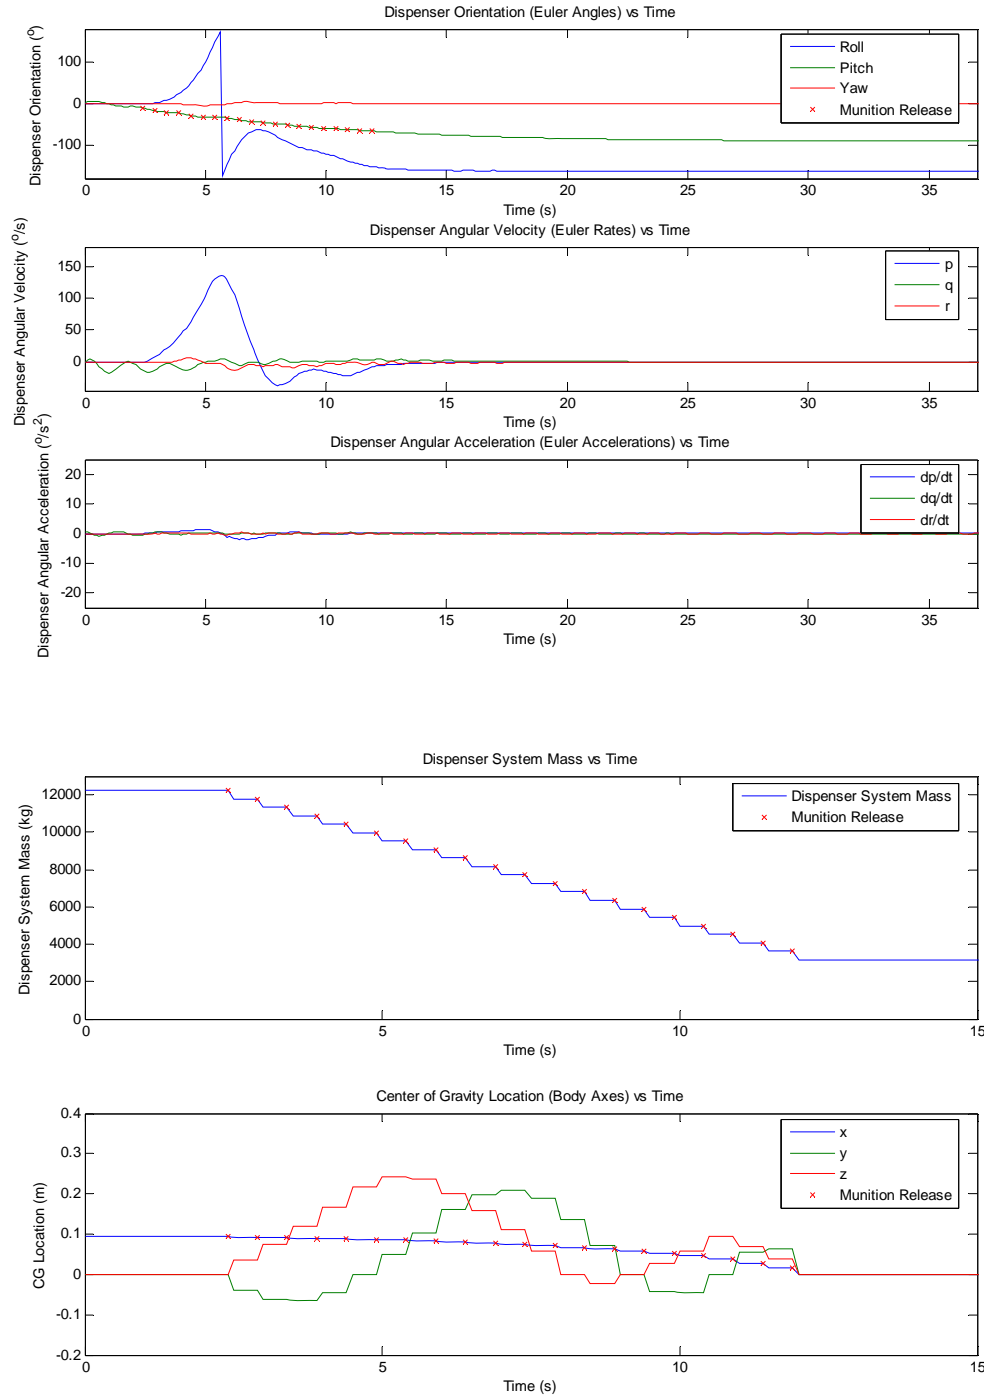 Dispenser Orientation (Euler Angles) vs Time
Dispenser Orientation (⁰)
100
0
-100
Roll
Pitch
Yaw
Munition Release
0 5 10 15 20 25 30 35
Time (s)
Dispenser Angular Velocity (Euler Rates) vs Time
Dispenser Angular Velocity (⁰/s)
150
100
50
0
p
q
r
0 5 10 15 20 25 30 35
Time (s)
Dispenser Angular Acceleration (Euler Accelerations) vs Time
Dispenser Angular Acceleration (⁰/s²)
20
10
0
-10
-20
dp/dt
dq/dt
dr/dt
0 5 10 15 20 25 30 35
Time (s)
Dispenser System Mass vs Time
Dispenser System Mass (kg)
12000
10000
8000
6000
4000
2000
0
Dispenser System Mass
Munition Release
0 5 10 15
Time (s)
Center of Gravity Location (Body Axes) vs Time
CG Location (m)
0.4
0.3
0.2
0.1
0
-0.1
-0.2
x
y
z
Munition Release
0 5 10 15
Time (s)